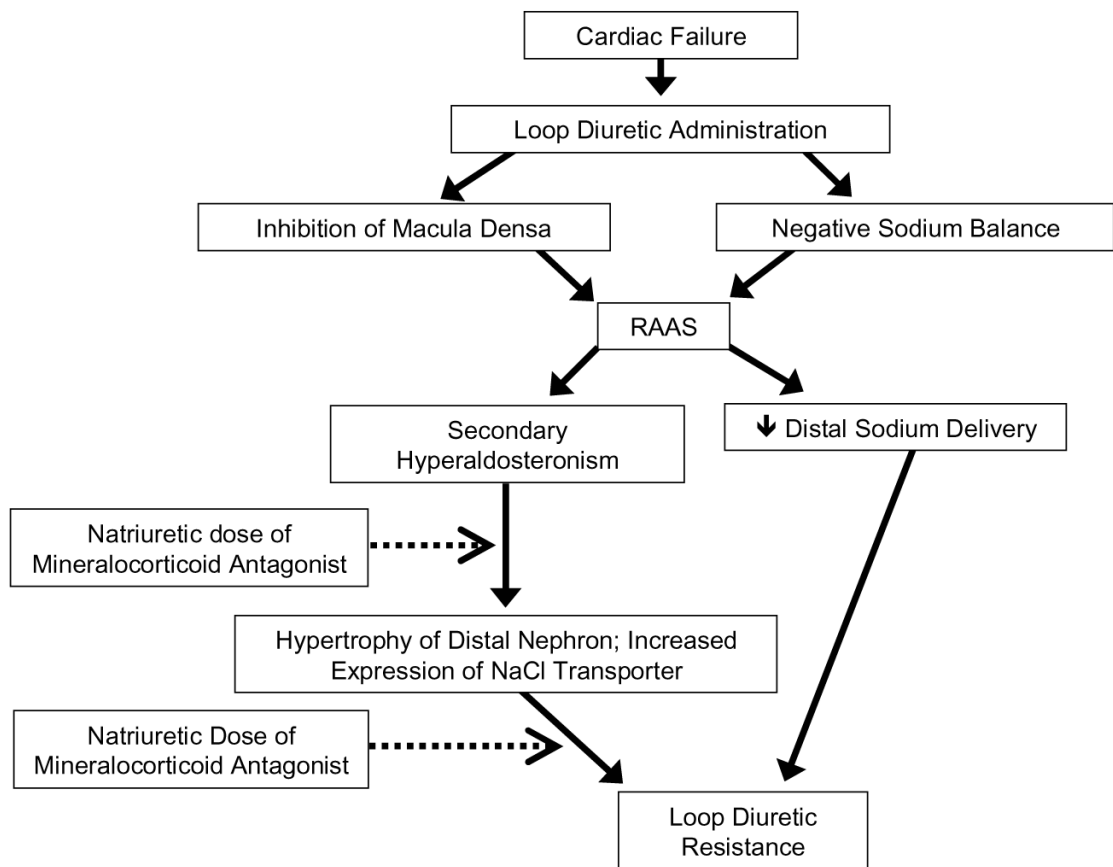 Cardiac Failure
Loop Diuretic Administration
Inhibition of Macula Densa
Negative Sodium Balance
RAAS
Secondary
Hyperaldosteronism
🡻 Distal Sodium Delivery
Natriuretic dose of
Mineralocorticoid Antagonist
Hypertrophy of Distal Nephron; Increased
Expression of NaCl Transporter
Natriuretic Dose of
Mineralocorticoid Antagonist
Loop Diuretic
Resistance